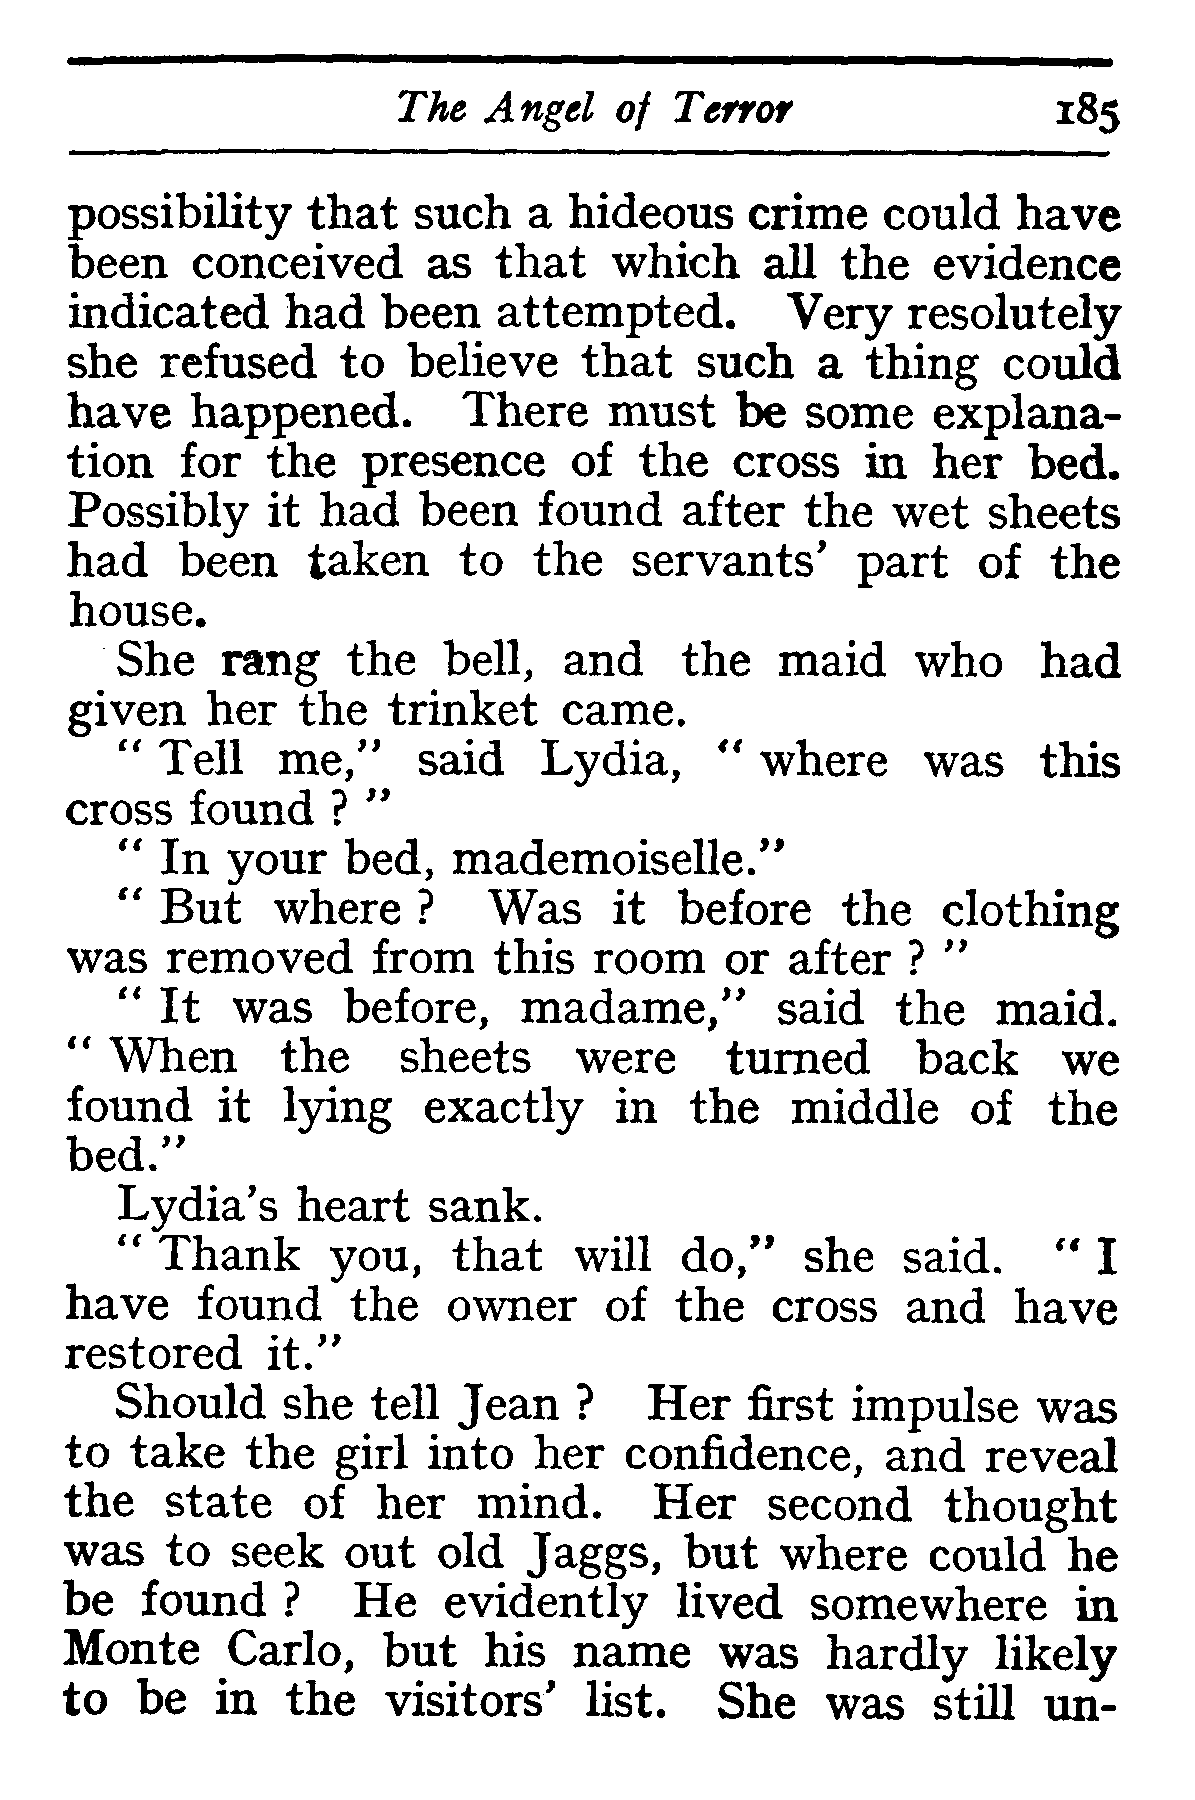 The Angel of Terror 185
possibility that such a hideous crime could have
been conceived as that which all the evidence
indicated had been attempted. Very resolutely
she refused to believe that such a thing could
have happened. There must be some explana-
tion for the presence of the cross in her bed.
Possibly it had been found after the wet sheets
had been taken to the servants' part of the
house.
She rang the bell, and the maid who had
given her the trinket came.
“ Tell me,” said Lydia, “ where was this
cross found ? ”
“ In your bed, mademoiselle.”
“ But where ? Was it before the clothing
was removed from this room or after ? ”
“ It was before, madame,” said the maid.
“ When the sheets were turned back we
found it lying exactly in the middle of the
bed.”
Lydia's heart sank.
“ Thank you, that will do,” she said. “ I
have found the owner of the cross and have
restored it.”
Should she tell Jean ? Her first impulse was
to take the girl into her confidence, and reveal
the state of her mind. Her second thought
was to seek out old Jaggs, but where could he
be found ? He evidently lived somewhere in
Monte Carlo, but his name was hardly likely
to be in the visitors' list. She was still un-